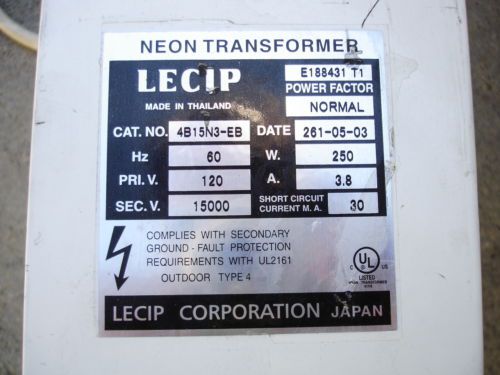 NEON TRANSFORMER
LECIP E188431 T1
POWER FACTOR
MADE IN THAILAND NORMAL
CAT. NO. 4B15N3-EB DATE 261-05-03
Hz 60 W. 250
PRI. V. 120 A. 3.8
SEC. V. 15000 SHORT CIRCUIT CURRENT M. A. 30
COMPLIES WITH SECONDARY
GROUND - FAULT PROTECTION
REQUIREMENTS WITH UL2161
OUTDOOR TYPE 4
C UL US
LISTED
LECIP CORPORATION JAPAN